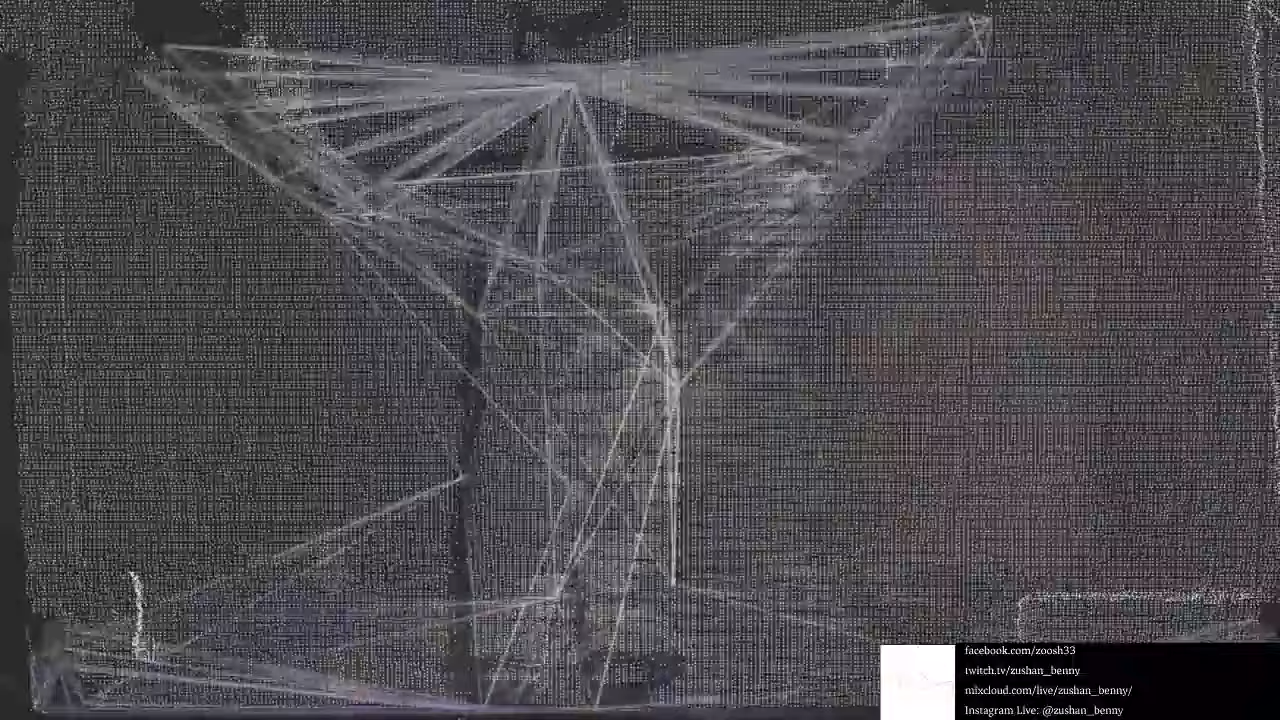 facebook.com/zoosh33
twitch.tv/zushan_benny
mixcloud.com/live/zushan_benny/
Instagram Live: @zushan_benny